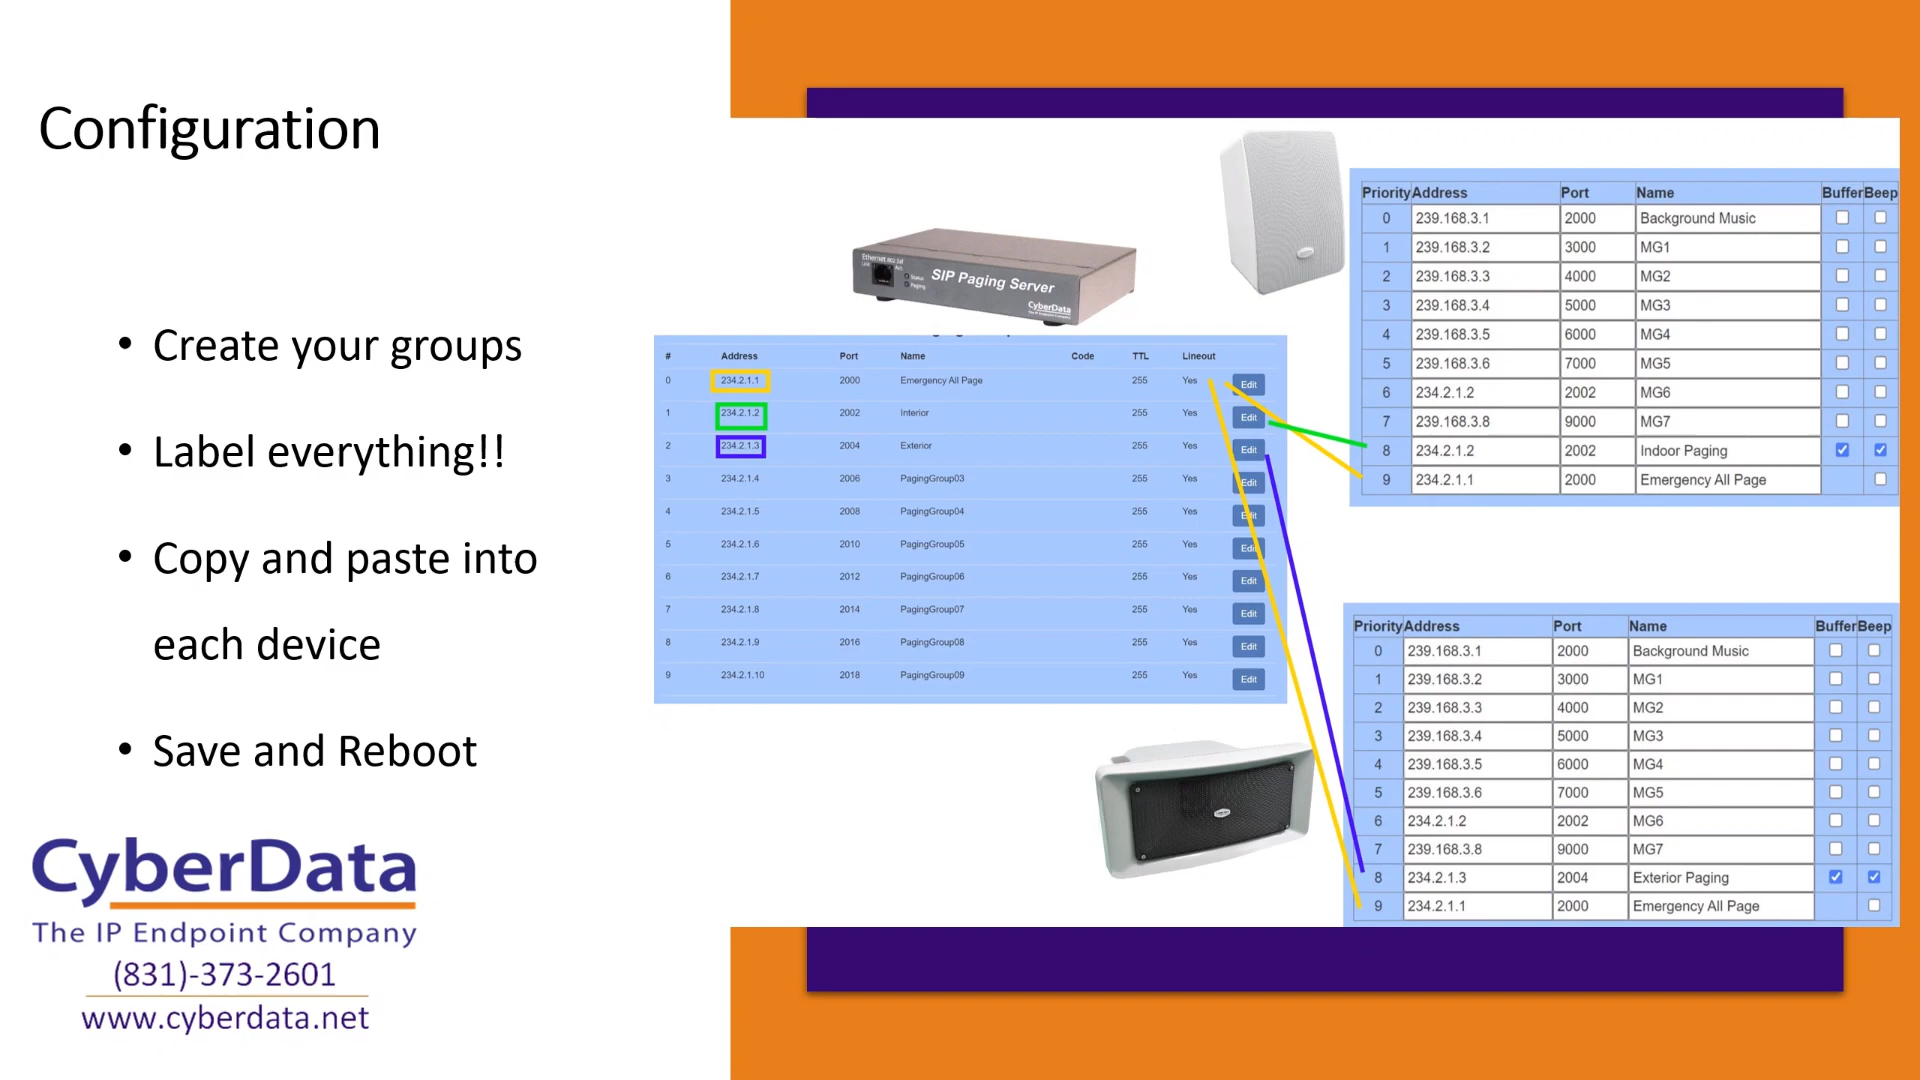 Configuration
• Create your groups
• Label everything!!
• Copy and paste into
each device
• Save and Reboot
CyberData
The IP Endpoint Company
(831)-373-2601
www.cyberdata.net
Ethernet 802.3af
Link Act.
Status
Paging
SIP Paging Server
CyberData
The IP Endpoint Company
# Address Port Name Code TTL Lineout
0 234.2.1.1 2000 Emergency All Page 255 Yes Edit
1 234.2.1.2 2002 Interior 255 Yes Edit
2 234.2.1.3 2004 Exterior 255 Yes Edit
3 234.2.1.4 2006 PagingGroup03 255 Yes Edit
4 234.2.1.5 2008 PagingGroup04 255 Yes Edit
5 234.2.1.6 2010 PagingGroup05 255 Yes Edit
6 234.2.1.7 2012 PagingGroup06 255 Yes Edit
7 234.2.1.8 2014 PagingGroup07 255 Yes Edit
8 234.2.1.9 2016 PagingGroup08 255 Yes Edit
9 234.2.1.10 2018 PagingGroup09 255 Yes Edit
Priority Address Port Name Buffer Beep
0 239.168.3.1 2000 Background Music
1 239.168.3.2 3000 MG1
2 239.168.3.3 4000 MG2
3 239.168.3.4 5000 MG3
4 239.168.3.5 6000 MG4
5 239.168.3.6 7000 MG5
6 234.2.1.2 2002 MG6
7 239.168.3.8 9000 MG7
8 234.2.1.2 2002 Indoor Paging
9 234.2.1.1 2000 Emergency All Page
Priority Address Port Name Buffer Beep
0 239.168.3.1 2000 Background Music
1 239.168.3.2 3000 MG1
2 239.168.3.3 4000 MG2
3 239.168.3.4 5000 MG3
4 239.168.3.5 6000 MG4
5 239.168.3.6 7000 MG5
6 234.2.1.2 2002 MG6
7 239.168.3.8 9000 MG7
8 234.2.1.3 2004 Exterior Paging
9 234.2.1.1 2000 Emergency All Page